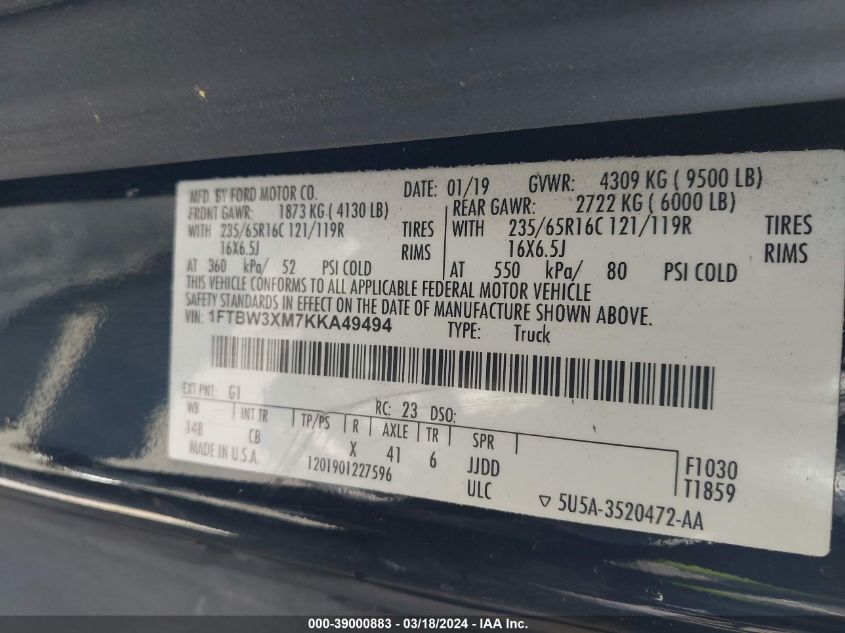 MFD. BY FORD MOTOR CO. DATE: 01/19 GVWR: 4309 KG ( 9500 LB)
FRONT GAWR: 1873 KG ( 4130 LB) REAR GAWR: 2722 KG ( 6000 LB)
WITH 235/65R16C 121/119R TIRES WITH 235/65R16C 121/119R TIRES
16X6.5J RIMS 16X6.5J RIMS
AT 360 kPa/ 52 PSI COLD AT 550 kPa/ 80 PSI COLD
THIS VEHICLE CONFORMS TO ALL APPLICABLE FEDERAL MOTOR VEHICLE
SAFETY STANDARDS IN EFFECT ON THE DATE OF MANUFACTURE SHOWN ABOVE.
VIN: 1FTBW3XM7KKA49494 TYPE: Truck
EXT PNT: G1 RC: 23 DSO:
WB INT TR TP/PS R AXLE TR SPR
148 CB X 41 6 JJDD F1030
MADE IN U.S.A. 1201901227596 ULC T1859
▽ 5U5A-3520472-AA
000-39000883 - 03/18/2024 - IAA Inc.